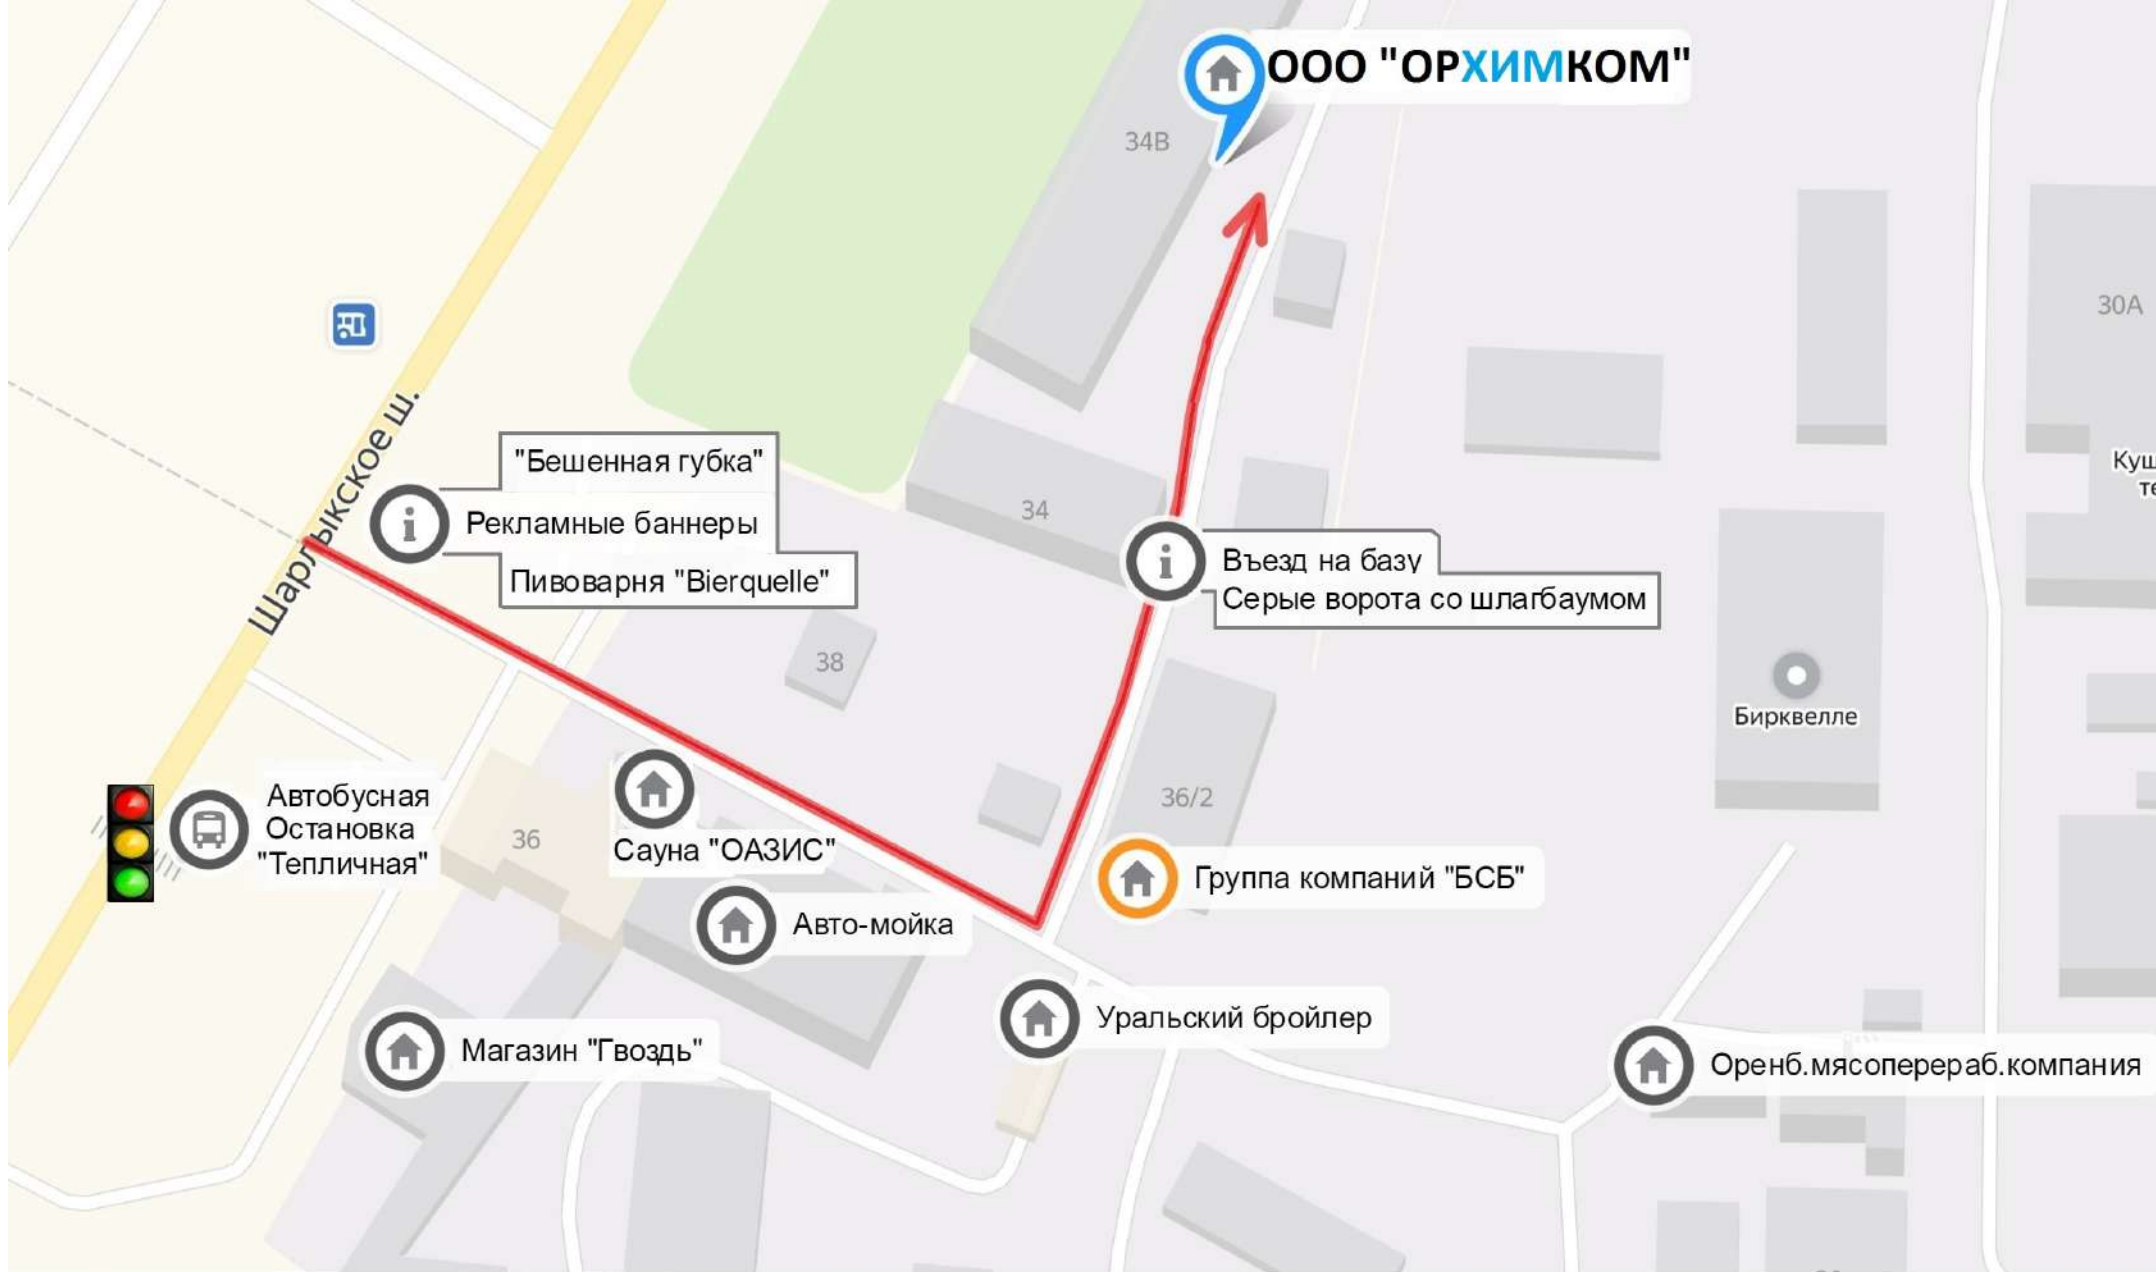 ООО "ОРХИМКОМ"
34В
30А
Шарлыкское ш.
"Бешенная губка"
Рекламные баннеры
Пивоварня "Bierquelle"
34
Въезд на базу
Серые ворота со шлагбаумом
38
Бирквелле
36/2
Автобусная
Остановка
"Тепличная"
36
Сауна "ОАЗИС"
Группа компаний "БСБ"
Авто-мойка
Уральский бройлер
Магазин "Гвоздь"
Оренб.мясоперераб.компания